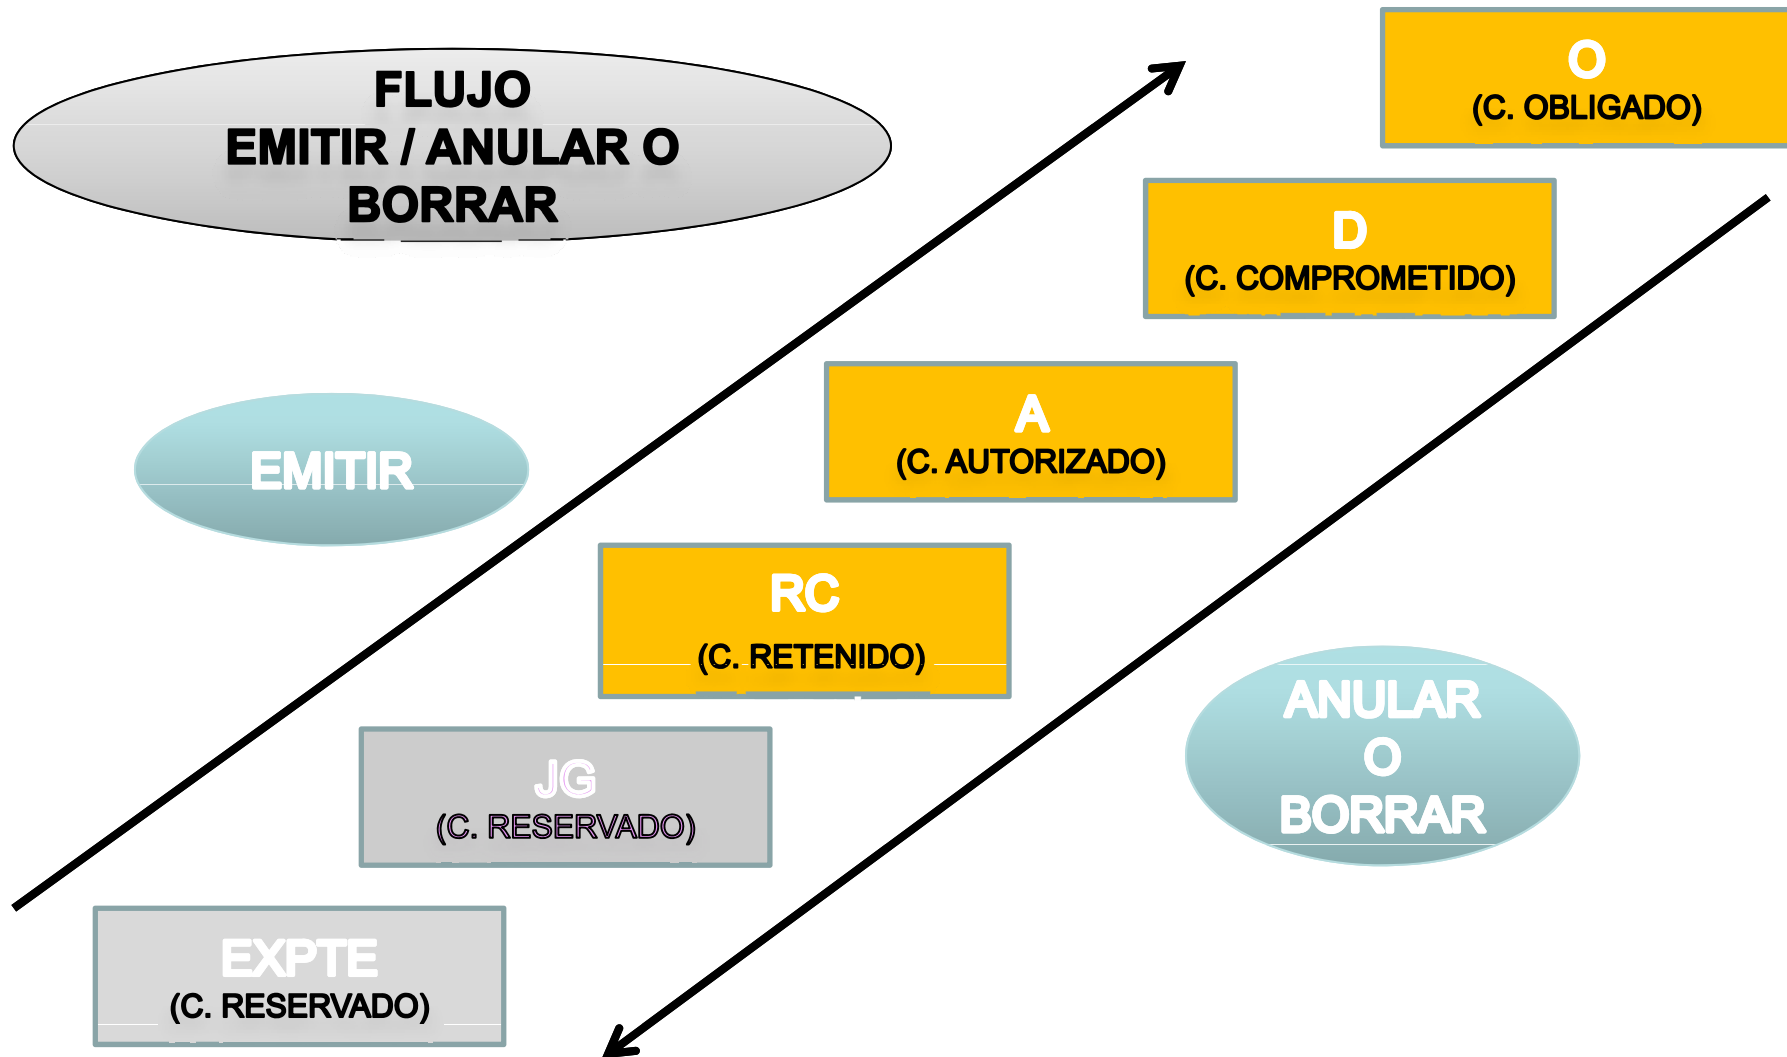 FLUJO
EMITIR / ANULAR O
BORRAR
O
(C. OBLIGADO)
D
(C. COMPROMETIDO)
A
(C. AUTORIZADO)
EMITIR
RC
(C. RETENIDO)
ANULAR
O
BORRAR
JG
(C. RESERVADO)
EXPTE
(C. RESERVADO)